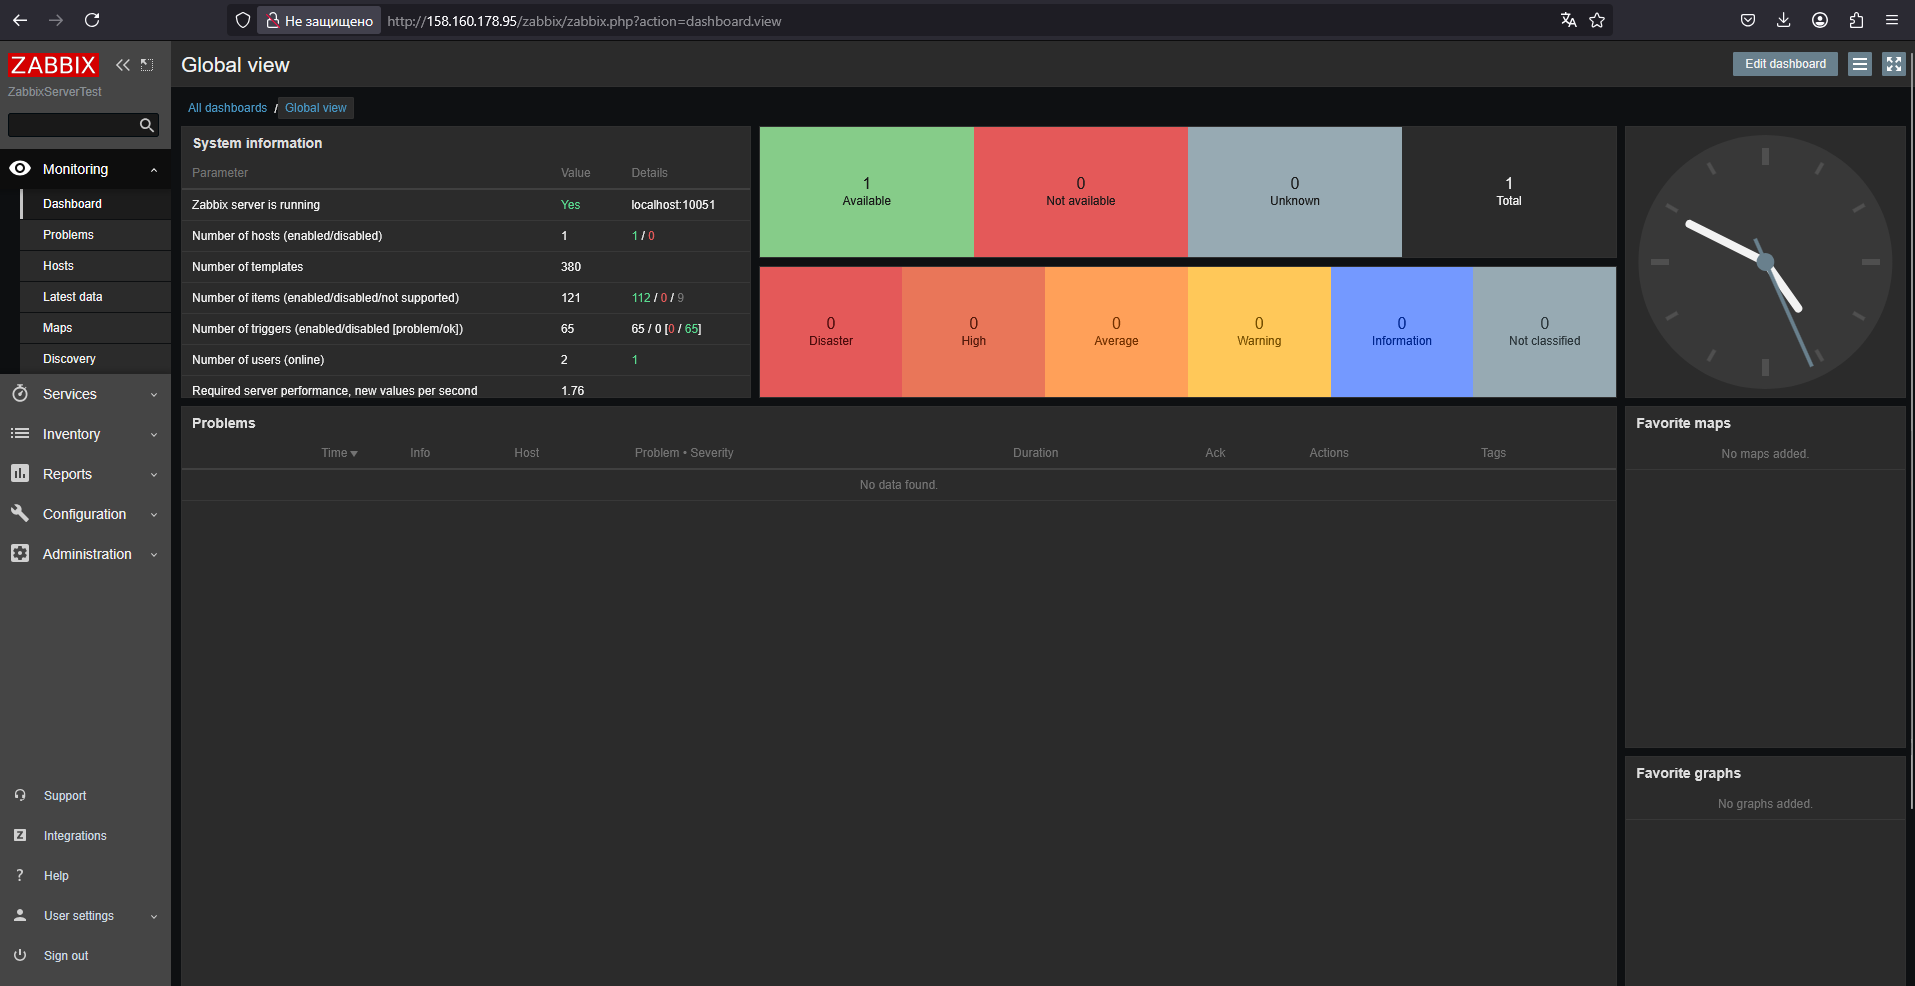 Не защищено http://158.160.178.95/zabbix/zabbix.php?action=dashboard.view
ZABBIX
ZabbixServerTest
Monitoring
Dashboard
Problems
Hosts
Latest data
Maps
Discovery
Services
Inventory
Reports
Configuration
Administration
Support
Integrations
Help
User settings
Sign out
Global view
Edit dashboard
All dashboards / Global view
System information
Parameter Value Details
Zabbix server is running Yes localhost:10051
Number of hosts (enabled/disabled) 1 1 / 0
Number of templates 380
Number of items (enabled/disabled/not supported) 121 112 / 0 / 9
Number of triggers (enabled/disabled [problem/ok]) 65 65 / 0 [0 / 65]
Number of users (online) 2 1
Required server performance, new values per second 1.76
1
Available
0
Not available
0
Unknown
1
Total
0
Disaster
0
High
0
Average
0
Warning
0
Information
0
Not classified
Problems
Time Info Host Problem • Severity Duration Ack Actions Tags
No data found.
Favorite maps
No maps added.
Favorite graphs
No graphs added.